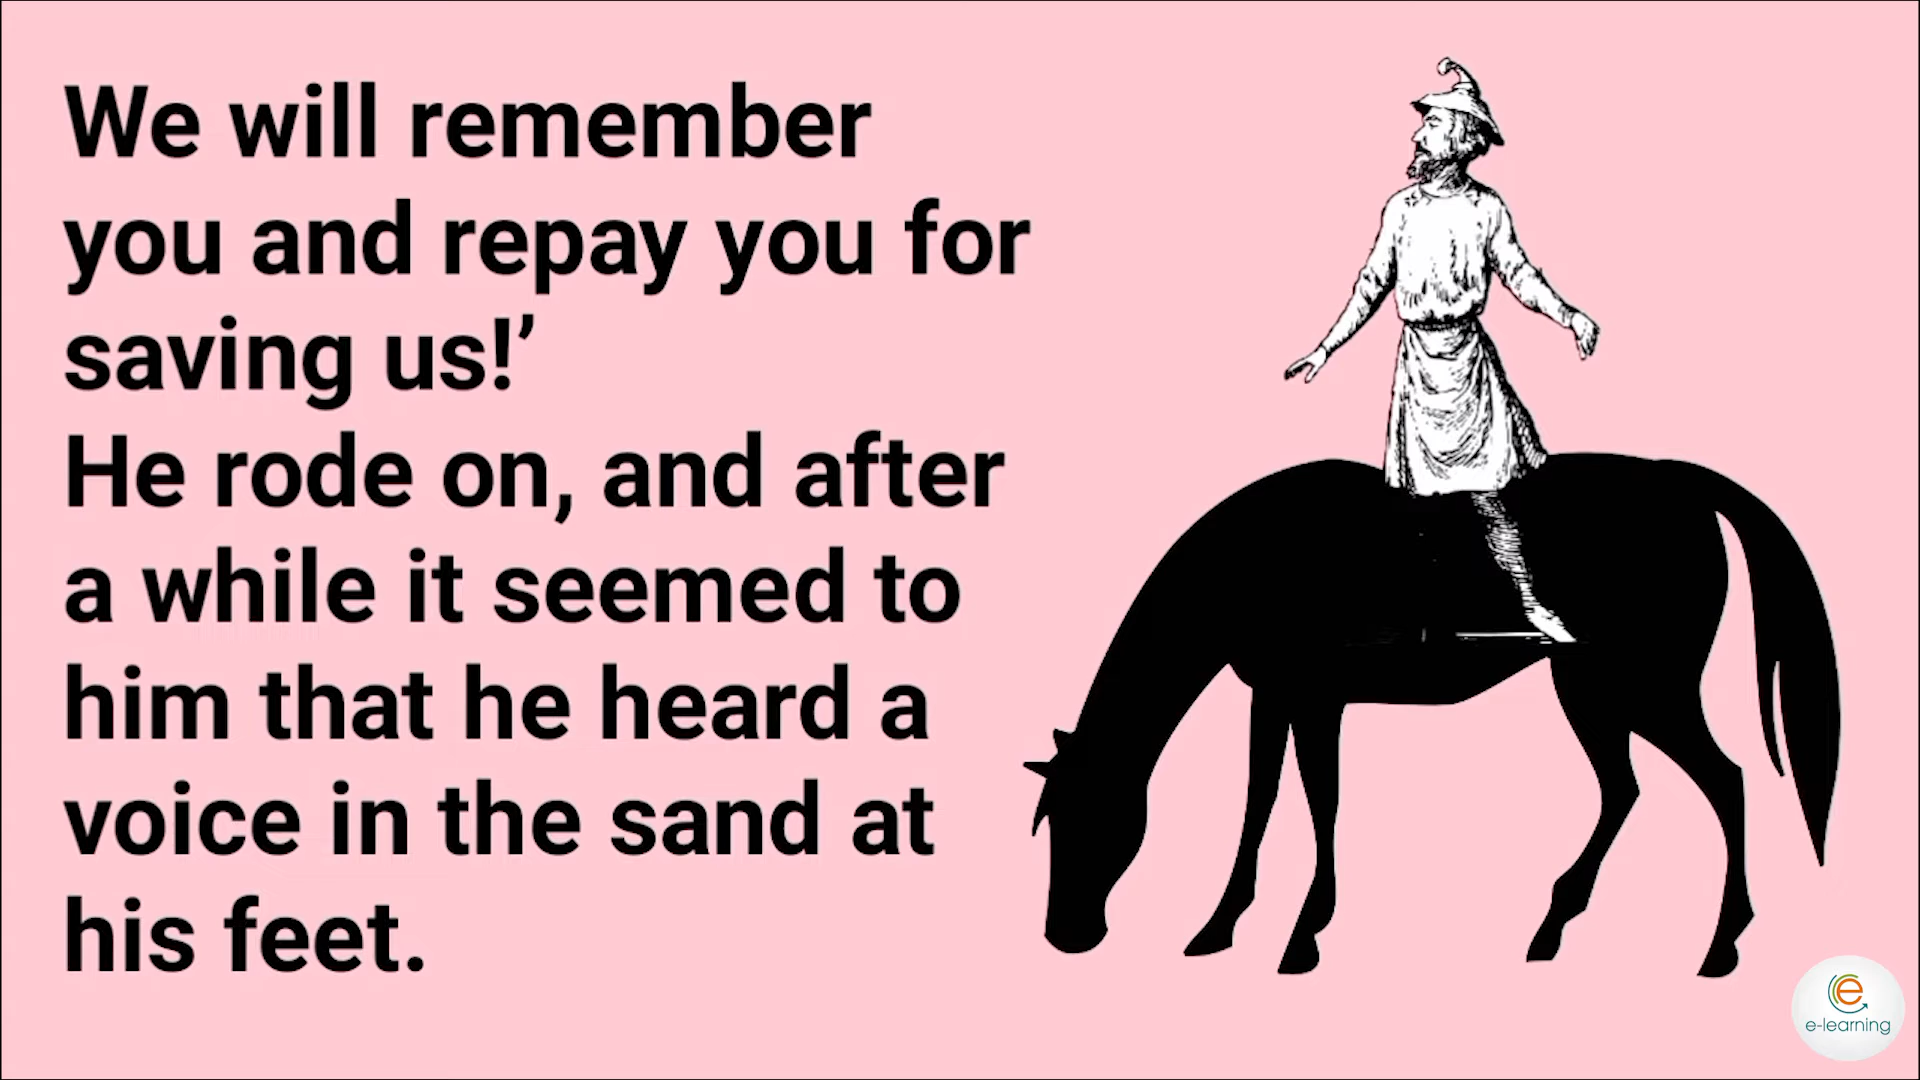 We will remember
you and repay you for
saving us!’
He rode on, and after
a while it seemed to
him that he heard a
voice in the sand at
his feet.
e
e-learning